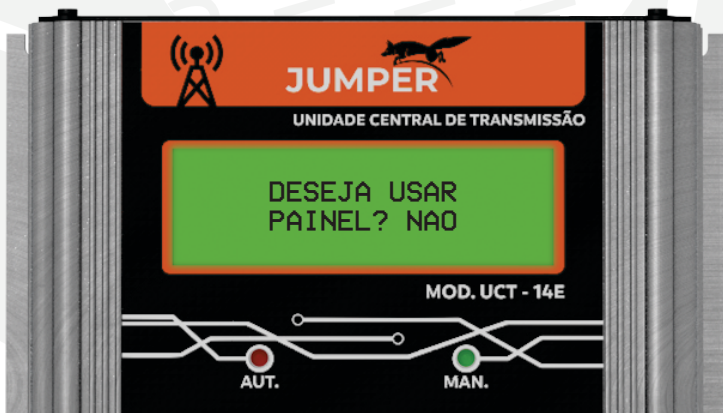 JUMPER
UNIDADE CENTRAL DE TRANSMISSÃO
DESEJA USAR
PAINEL? NAO
MOD. UCT - 14E
AUT.
MAN.